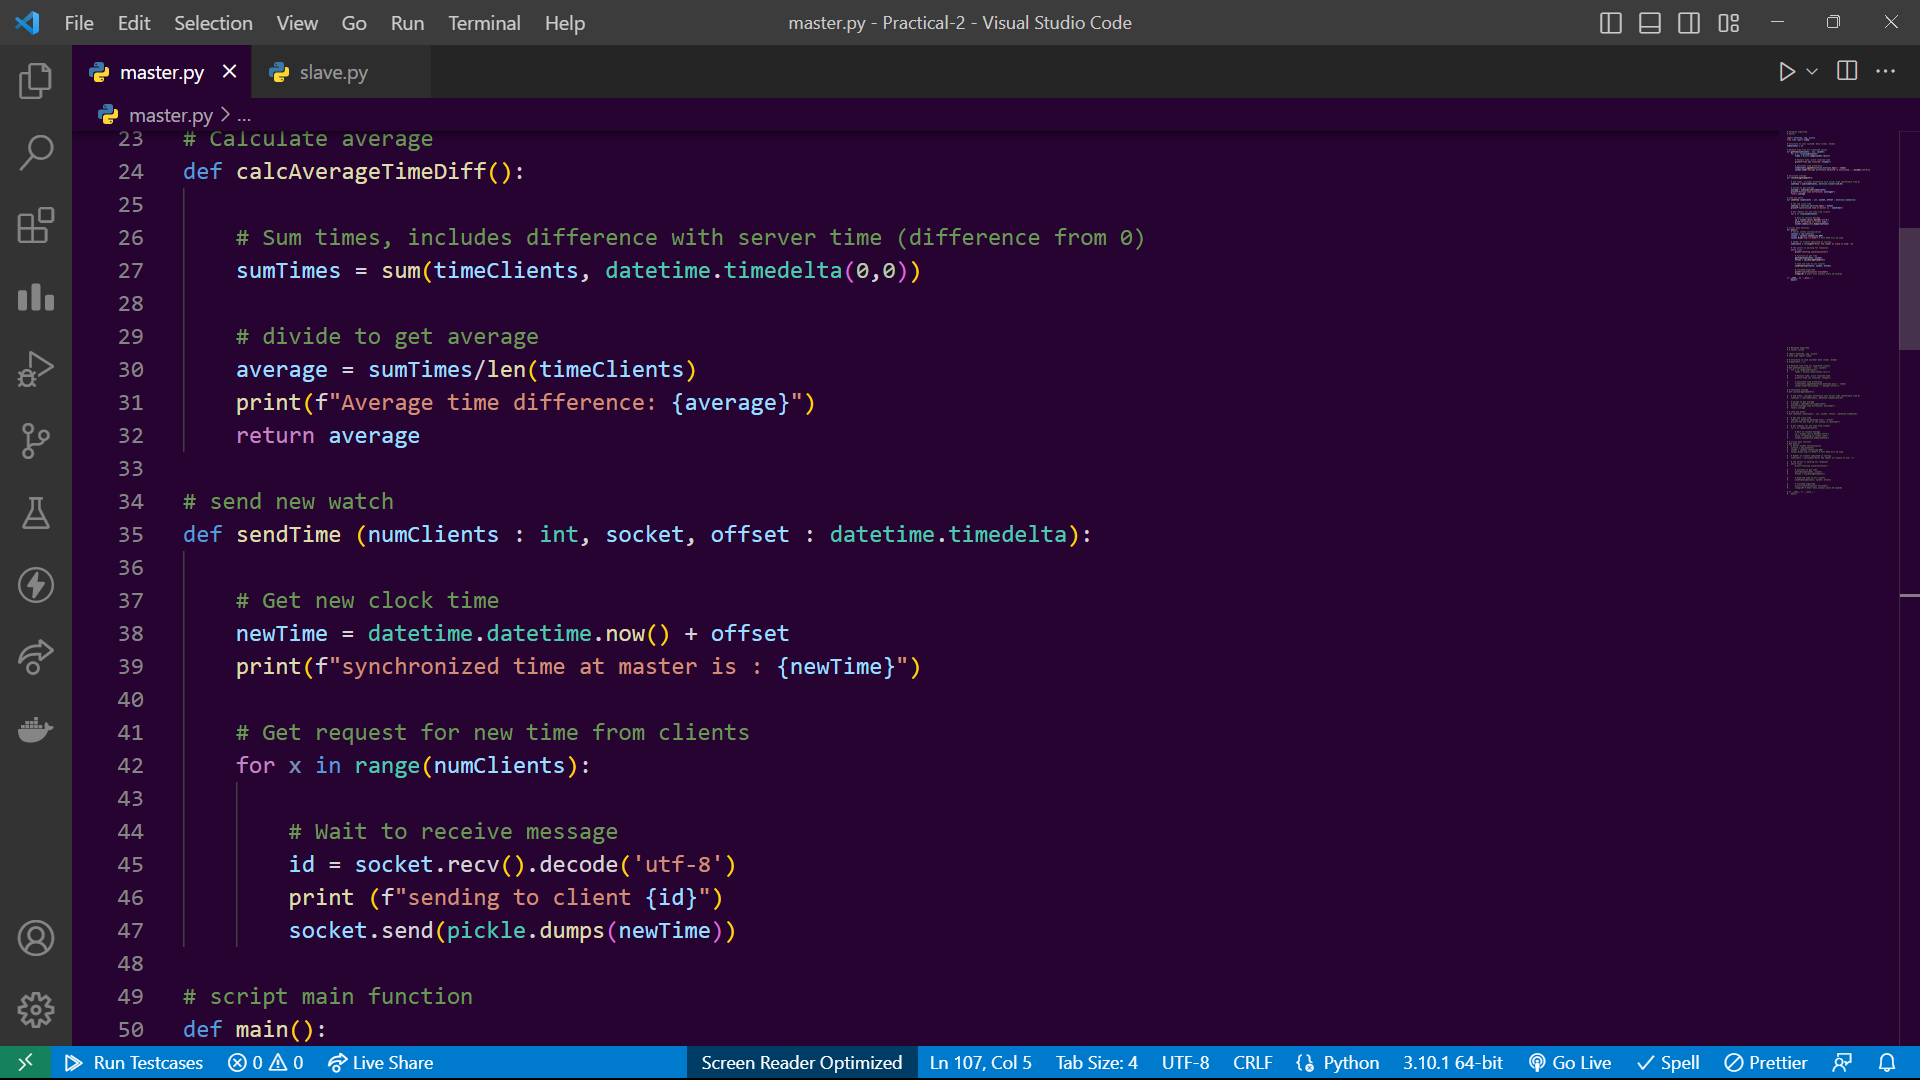 File Edit Selection View Go Run Terminal Help master.py - Practical-2 - Visual Studio Code
master.py slave.py
master.py > ...
23 # Calculate average
24 def calcAverageTimeDiff():
25
26 # Sum times, includes difference with server time (difference from 0)
27 sumTimes = sum(timeClients, datetime.timedelta(0,0))
28
29 # divide to get average
30 average = sumTimes/len(timeClients)
31 print(f"Average time difference: {average}")
32 return average
33
34 # send new watch
35 def sendTime (numClients : int, socket, offset : datetime.timedelta):
36
37 # Get new clock time
38 newTime = datetime.datetime.now() + offset
39 print(f"synchronized time at master is : {newTime}")
40
41 # Get request for new time from clients
42 for x in range(numClients):
43
44 # Wait to receive message
45 id = socket.recv().decode('utf-8')
46 print (f"sending to client {id}")
47 socket.send(pickle.dumps(newTime))
48
49 # script main function
50 def main():
Run Testcases 0 0 Live Share Screen Reader Optimized Ln 107, Col 5 Tab Size: 4 UTF-8 CRLF Python 3.10.1 64-bit Go Live Spell Prettier